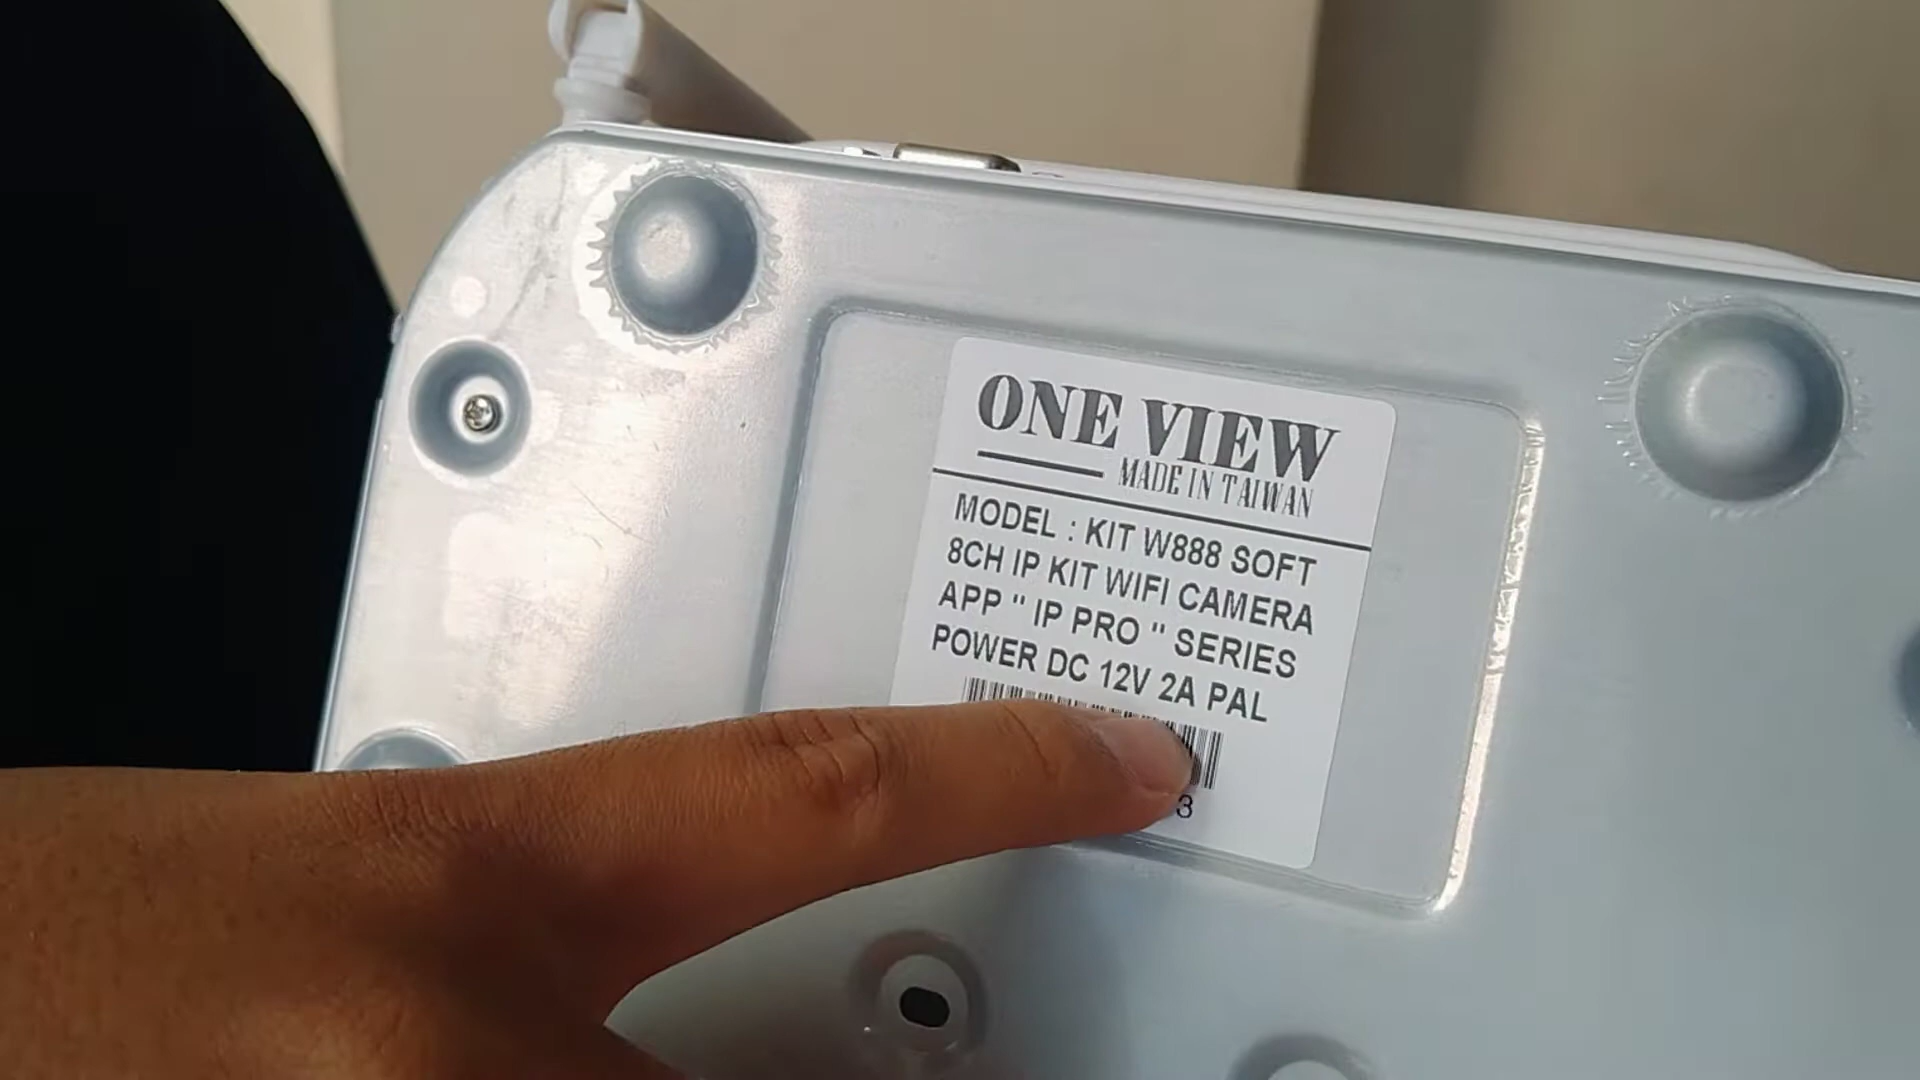 ONE VIEW
MADE IN TAIWAN
MODEL : KIT W888 SOFT
8CH IP KIT WIFI CAMERA
APP " IP PRO " SERIES
POWER DC 12V 2A PAL
3